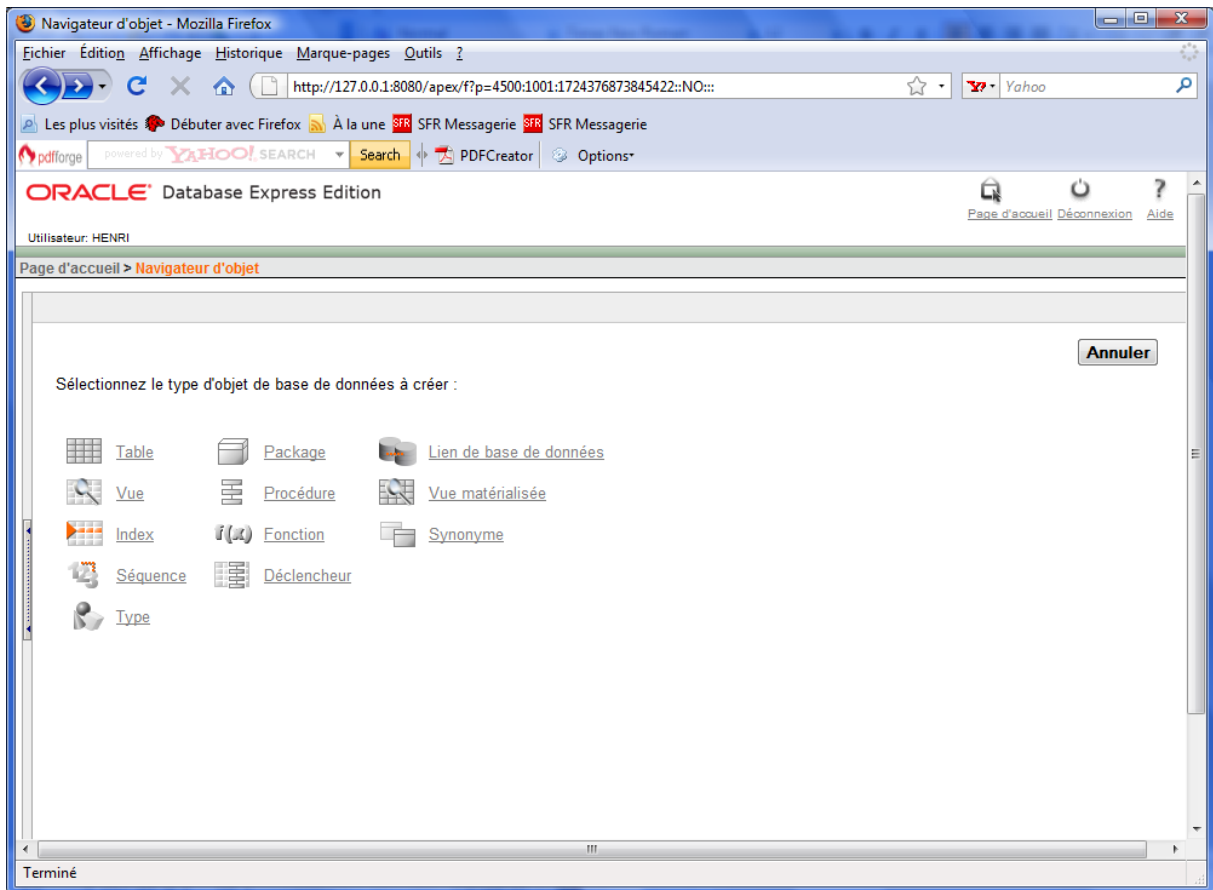 Navigateur d'objet - Mozilla Firefox
Fichier Édition Affichage Historique Marque-pages Outils ?
http://127.0.0.1:8080/apex/f?p=4500:1001:1724376873845422::NO::: Yahoo
Les plus visités Débuter avec Firefox À la une SFR SFR Messagerie SFR SFR Messagerie
pdfforge powered by YAHOO! SEARCH Search PDFCreator Options
ORACLE Database Express Edition
Page d'accueil Déconnexion Aide
Utilisateur: HENRI
Page d'accueil > Navigateur d'objet
Annuler
Sélectionnez le type d'objet de base de données à créer :
Table Package Lien de base de données
Vue Procédure Vue matérialisée
Index f(x) Fonction Synonyme
123 Séquence Déclencheur
Type
Terminé